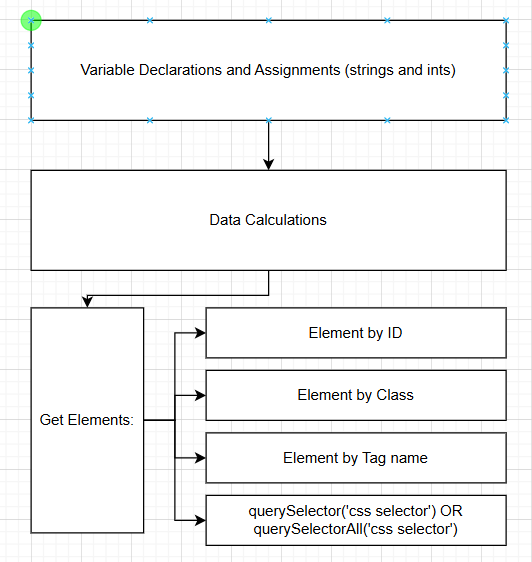 Variable Declarations and Assignments (strings and ints)
Data Calculations
Get Elements:
Element by ID
Element by Class
Element by Tag name
querySelector('css selector') OR
querySelectorAll('css selector')